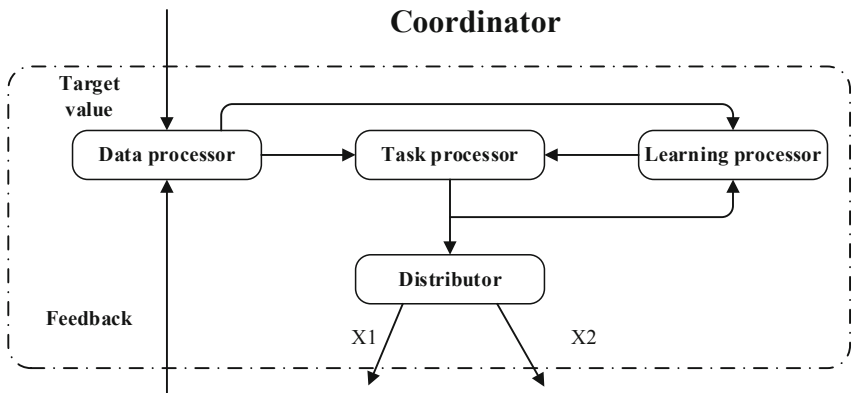 Coordinator
Target
value
Data processor
Task processor
Learning processor
Distributor
Feedback
X1
X2